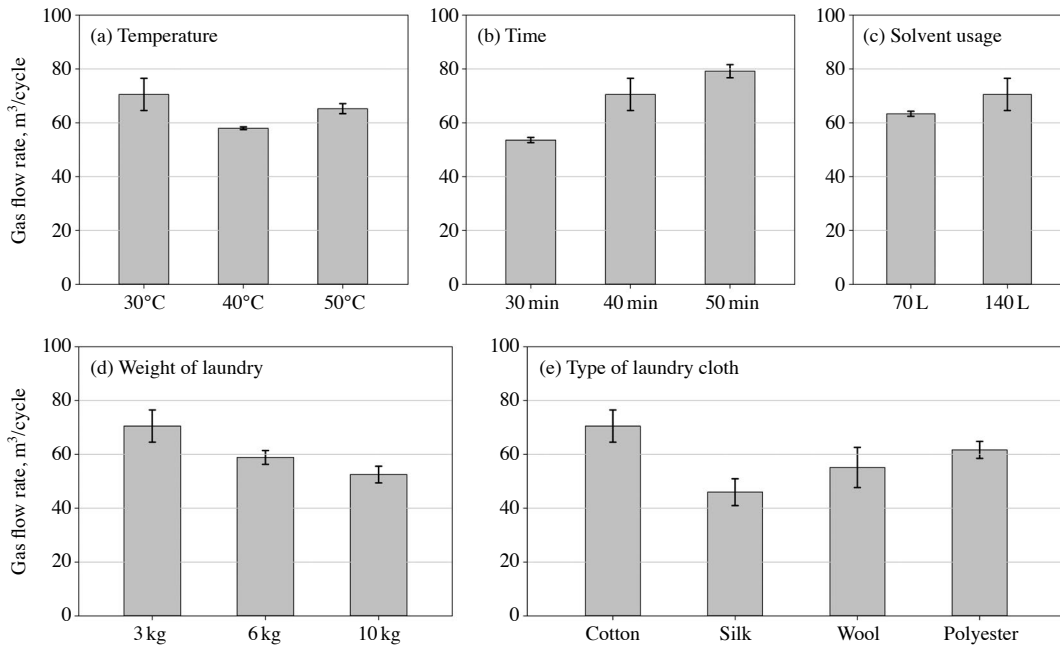 (a) Temperature
Gas flow rate, m³/cycle
100
80
60
40
20
0
30°C 40°C 50°C
(b) Time
100
80
60
40
20
0
30 min 40 min 50 min
(c) Solvent usage
100
80
60
40
20
0
70 L 140 L
(d) Weight of laundry
Gas flow rate, m³/cycle
100
80
60
40
20
0
3 kg 6 kg 10 kg
(e) Type of laundry cloth
100
80
60
40
20
0
Cotton Silk Wool Polyester